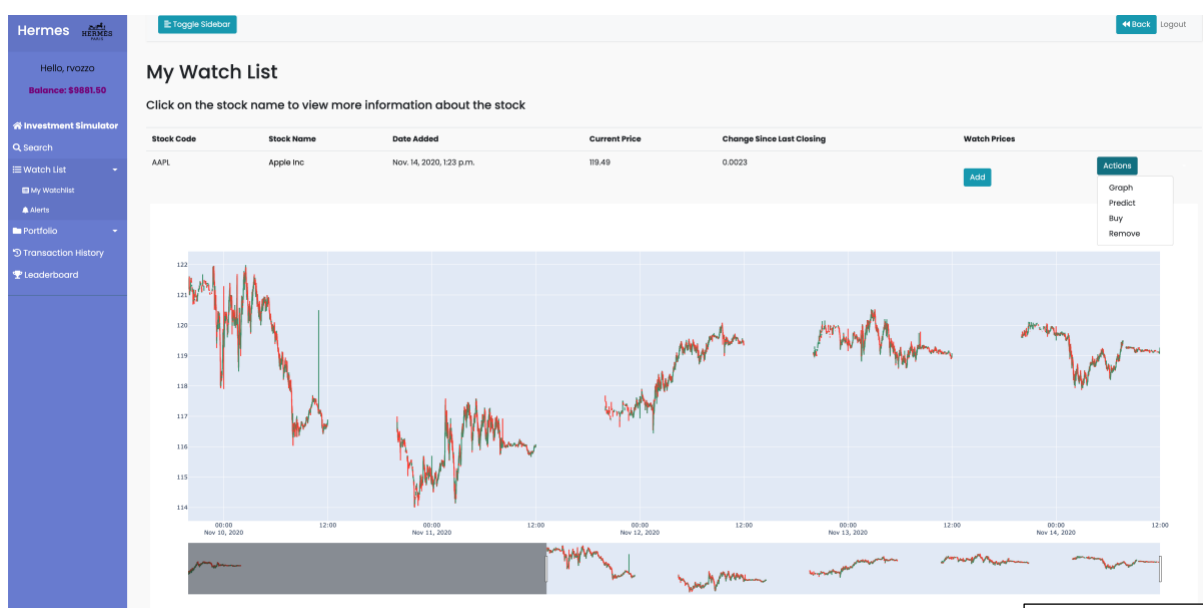 Hermes HERMES PARIS
Toggle Sidebar
Back Logout
Hello, rvozzo
Balance: $9881.50
Investment Simulator
Search
Watch List
My Watchlist
Alerts
Portfolio
Transaction History
Leaderboard
My Watch List
Click on the stock name to view more information about the stock
Stock Code Stock Name Date Added Current Price Change Since Last Closing Watch Prices
AAPL Apple Inc Nov. 14, 2020, 1:23 p.m. 119.49 0.0023 Add Actions
Graph
Predict
Buy
Remove
122
121
120
119
118
117
116
115
114
00:00 12:00 00:00 12:00 00:00 12:00 00:00 12:00 00:00 12:00
Nov 10, 2020 Nov 11, 2020 Nov 12, 2020 Nov 13, 2020 Nov 14, 2020